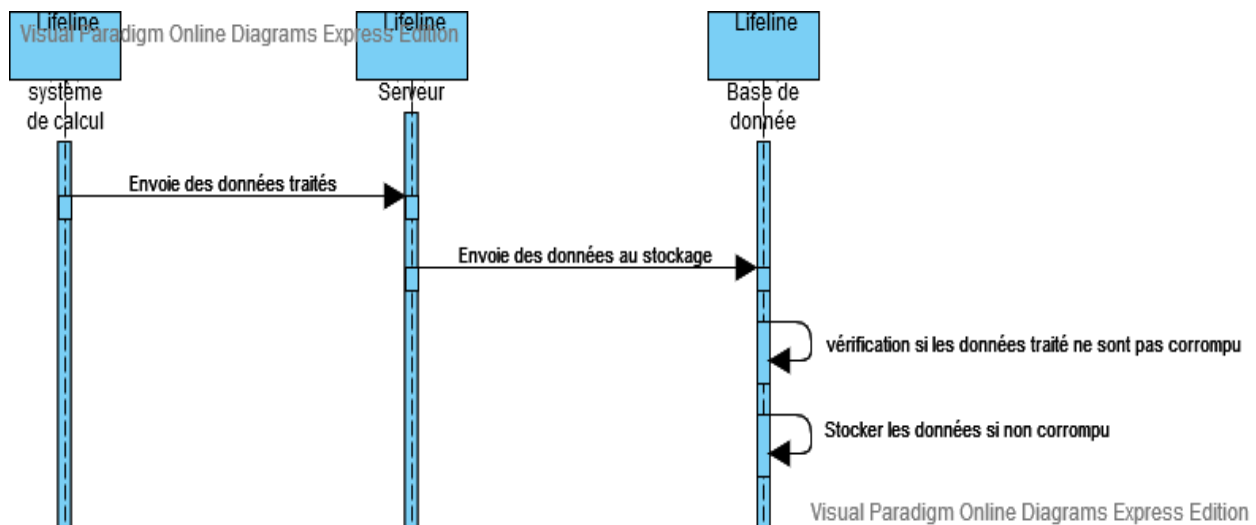 Lifeline
Lifeline
Lifeline
Visual Paradigm Online Diagrams Express Edition
système
de calcul
Serveur
Base de
donnée
Envoie des données traités
Envoie des données au stockage
vérification si les données traité ne sont pas corrompu
Stocker les données si non corrompu
Visual Paradigm Online Diagrams Express Edition